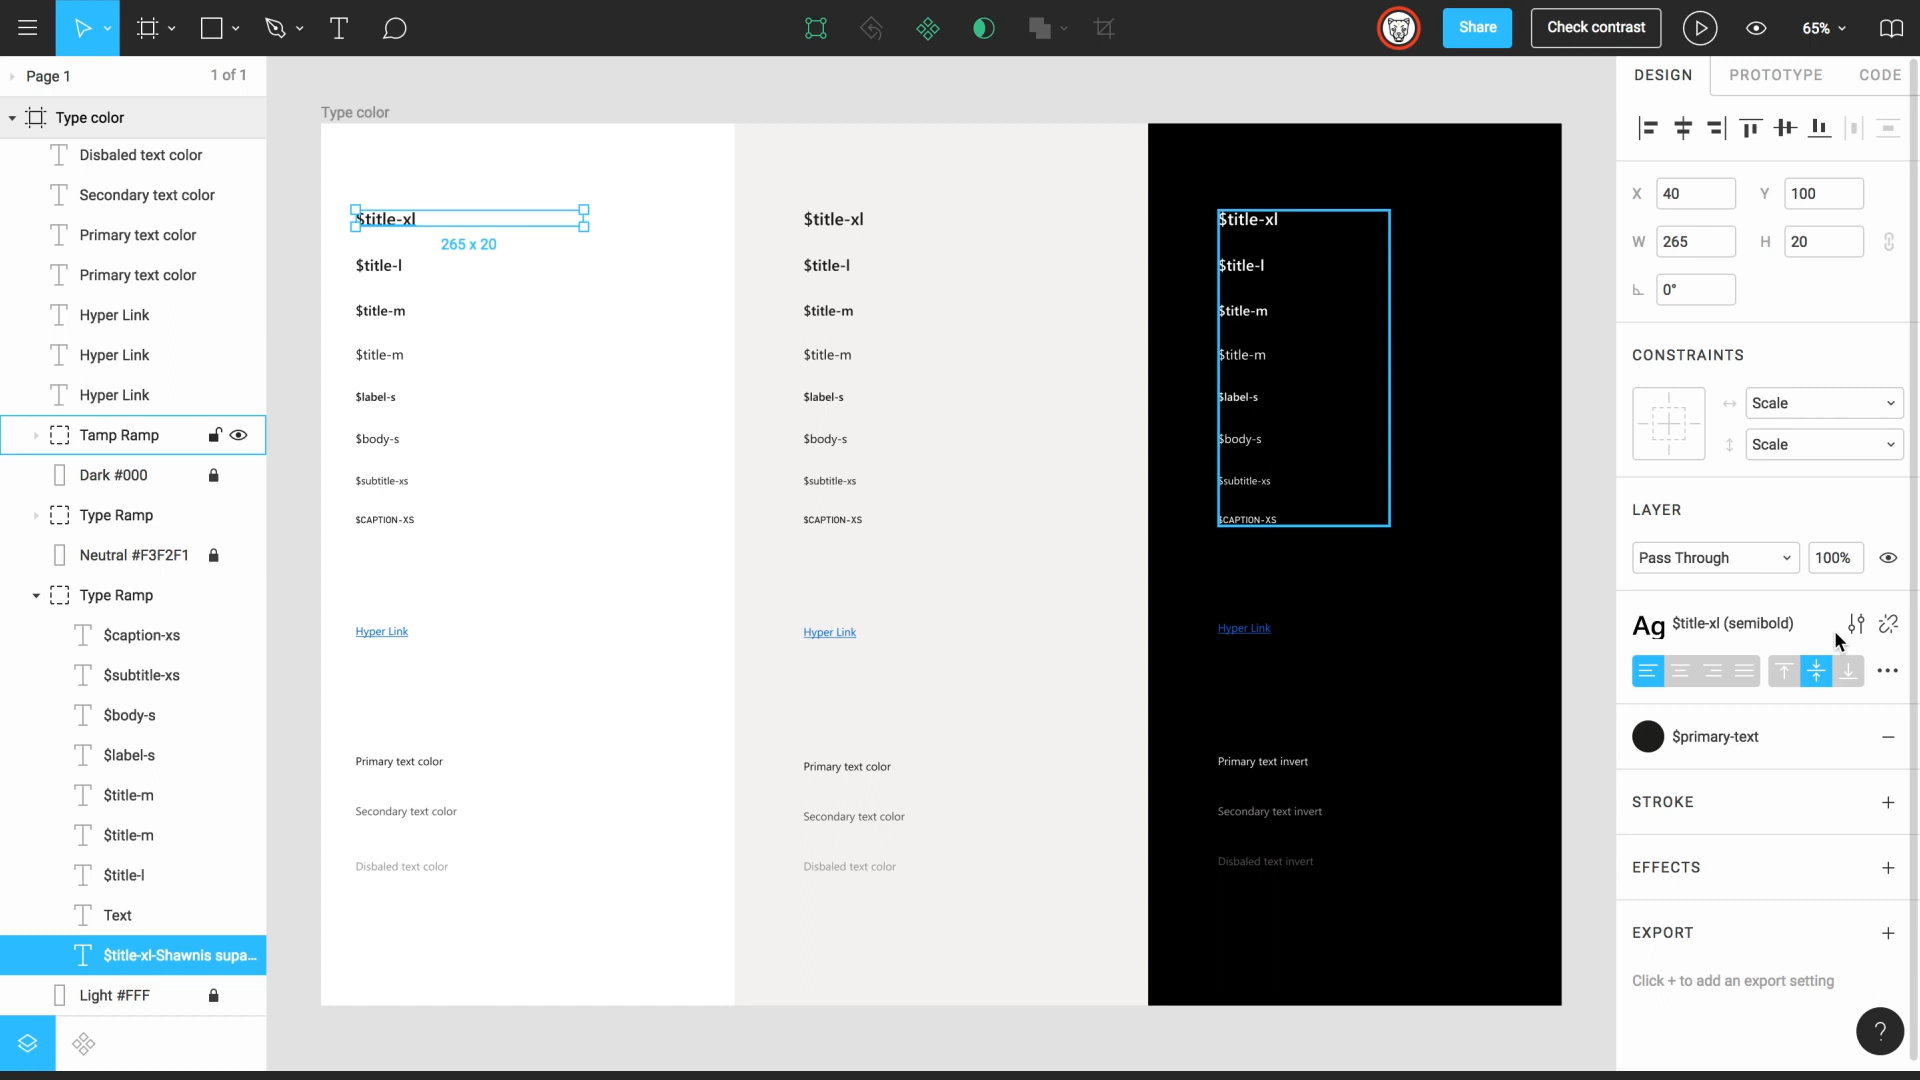 Share
Check contrast
65%
Page 1
1 of 1
Type color
Disbaled text color
Secondary text color
Primary text color
Primary text color
Hyper Link
Hyper Link
Hyper Link
Tamp Ramp
Dark #000
Type Ramp
Neutral #F3F2F1
Type Ramp
$caption-xs
$subtitle-xs
$body-s
$label-s
$title-m
$title-m
$title-l
Text
$title-xl-Shawnis supa...
Light #FFF
Type color
$title-xl
265 x 20
$title-l
$title-m
$title-m
$label-s
$body-s
$subtitle-xs
$CAPTION-XS
Hyper Link
Primary text color
Secondary text color
Disbaled text color
$title-xl
$title-l
$title-m
$title-m
$label-s
$body-s
$subtitle-xs
$CAPTION-XS
Hyper Link
Primary text color
Secondary text color
Disbaled text color
$title-xl
$title-l
$title-m
$title-m
$label-s
$body-s
$subtitle-xs
$CAPTION-XS
Hyper Link
Primary text invert
Secondary text invert
Disbaled text invert
DESIGN PROTOTYPE CODE
X 40 Y 100
W 265 H 20
0°
CONSTRAINTS
Scale
Scale
LAYER
Pass Through 100%
Ag $title-xl (semibold)
$primary-text
STROKE
EFFECTS
EXPORT
Click + to add an export setting
?